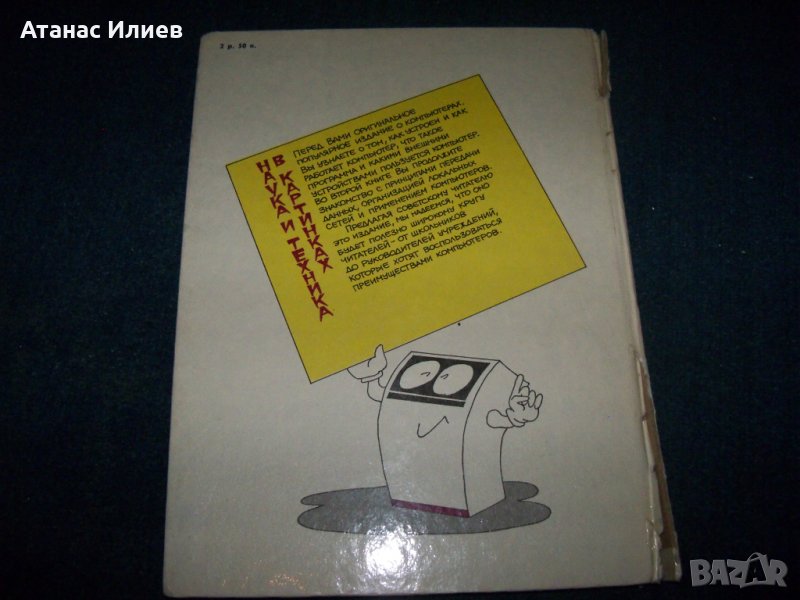 Атанас Илиев
2 р. 50 к.
НАУКА И ТЕХНИКА
В КАРТИНКАХ
ПЕРЕД ВАМИ ОРИГИНАЛЬНОЕ
ПОПУЛЯРНОЕ ИЗДАНИЕ О КОМПЬЮТЕРАХ.
ВЫ УЗНАЕТЕ О ТОМ, КАК УСТРОЕН И КАК
РАБОТАЕТ КОМПЬЮТЕР, ЧТО ТАКОЕ
ПРОГРАММА И КАКИМИ ВНЕШНИМИ
УСТРОЙСТВАМИ ПОЛЬЗУЕТСЯ КОМПЬЮТЕР.
ВО ВТОРОЙ КНИГЕ ВЫ ПРОДОЛЖИТЕ
ЗНАКОМСТВО С ПРИНЦИПАМИ ПЕРЕДАЧИ
ДАННЫХ, ОРГАНИЗАЦИЕЙ ЛОКАЛЬНЫХ
СЕТЕЙ И ПРИМЕНЕНИЕМ КОМПЬЮТЕРОВ.
ПРЕДЛАГАЯ СОВЕТСКОМУ ЧИТАТЕЛЮ
ЭТО ИЗДАНИЕ, МЫ НАДЕЕМСЯ, ЧТО ОНО
БУДЕТ ПОЛЕЗНО ШИРОКОМУ КРУГУ
ЧИТАТЕЛЕЙ - ОТ ШКОЛЬНИКОВ
ДО РУКОВОДИТЕЛЕЙ УЧРЕЖДЕНИЙ,
КОТОРЫЕ ХОТЯТ ВОСПОЛЬЗОВАТЬСЯ
ПРЕИМУЩЕСТВАМИ КОМПЬЮТЕРОВ.
BAZAR